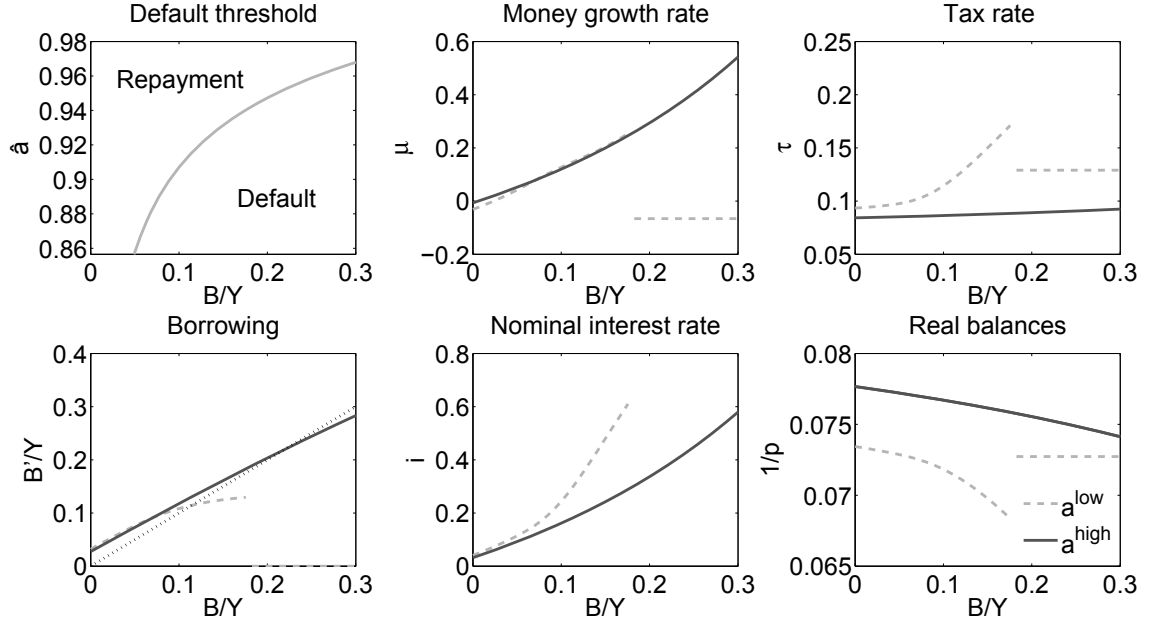 Default threshold
0.98
0.96
0.94
0.92
0.9
0.88
0.86
â
Repayment
Default
0
0.1
0.2
0.3
B/Y
Money growth rate
0.6
0.4
0.2
0
−0.2
μ
0
0.1
0.2
0.3
B/Y
Tax rate
0.25
0.2
0.15
0.1
0.05
τ
0
0.1
0.2
0.3
B/Y
Borrowing
0.4
0.3
0.2
0.1
0
B'/Y
0
0.1
0.2
0.3
B/Y
Nominal interest rate
0.8
0.6
0.4
0.2
0
i
0
0.1
0.2
0.3
B/Y
Real balances
0.08
0.075
0.07
0.065
1/p
a^low
a^high
0
0.1
0.2
0.3
B/Y